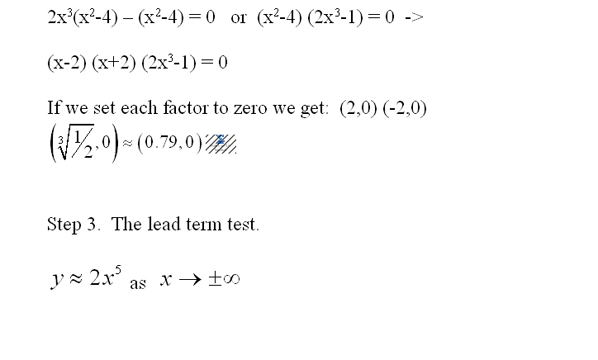 2x³(x²-4) – (x²-4) = 0 or (x²-4) (2x³-1) = 0 ->
(x-2) (x+2) (2x³-1) = 0
If we set each factor to zero we get: (2,0) (-2,0)
(∛1/2,0) ≈ (0.79,0)
Step 3. The lead term test.
y ≈ 2x⁵ as x → ±∞